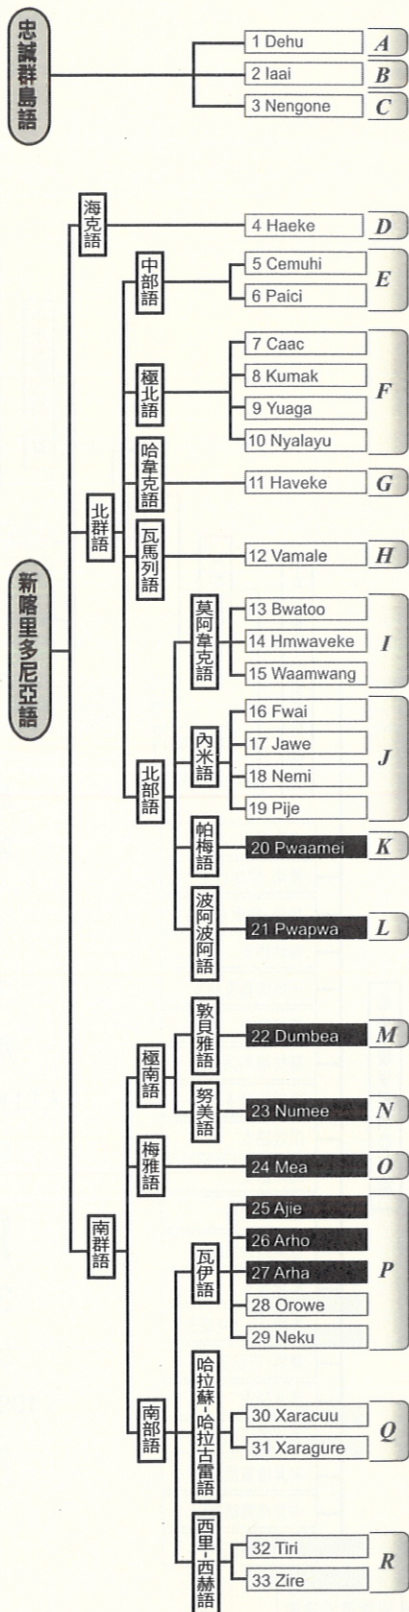 忠誠群島語
1 Dehu
A
2 Iaai
B
3 Nengone
C
新喀里多尼亞語
海克語
4 Haeke
D
北群語
中部語
5 Cemuhi
6 Paici
E
極北語
7 Caac
8 Kumak
9 Yuaga
10 Nyalayu
F
哈韋克語
11 Haveke
G
瓦馬列語
12 Vamale
H
北部語
莫阿韋克語
13 Bwatoo
14 Hmwaveke
15 Waamwang
I
內米語
16 Fwai
17 Jawe
18 Nemi
19 Pije
J
帕梅語
20 Pwaamei
K
波阿波阿語
21 Pwapwa
L
南群語
極南語
敦貝雅語
22 Dumbea
M
努美語
23 Numee
N
梅雅語
24 Mea
O
南部語
瓦伊語
25 Ajie
26 Arho
27 Arha
28 Orowe
29 Neku
P
哈拉蘇-哈拉古雷語
30 Xaracuu
31 Xaragure
Q
西里-西赫語
32 Tiri
33 Zire
R